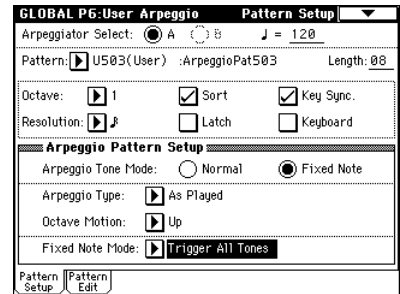 GLOBAL P6:User Arpeggio Pattern Setup
Arpeggiator Select: A B ♩ = 120
Pattern: U503(User) :ArpeggioPat503 Length: 08
Octave: 1 Sort Key Sync.
Resolution: ♪ Latch Keyboard
Arpeggio Pattern Setup
Arpeggio Tone Mode: Normal Fixed Note
Arpeggio Type: As Played
Octave Motion: Up
Fixed Note Mode: Trigger All Tones
Pattern Setup Pattern Edit